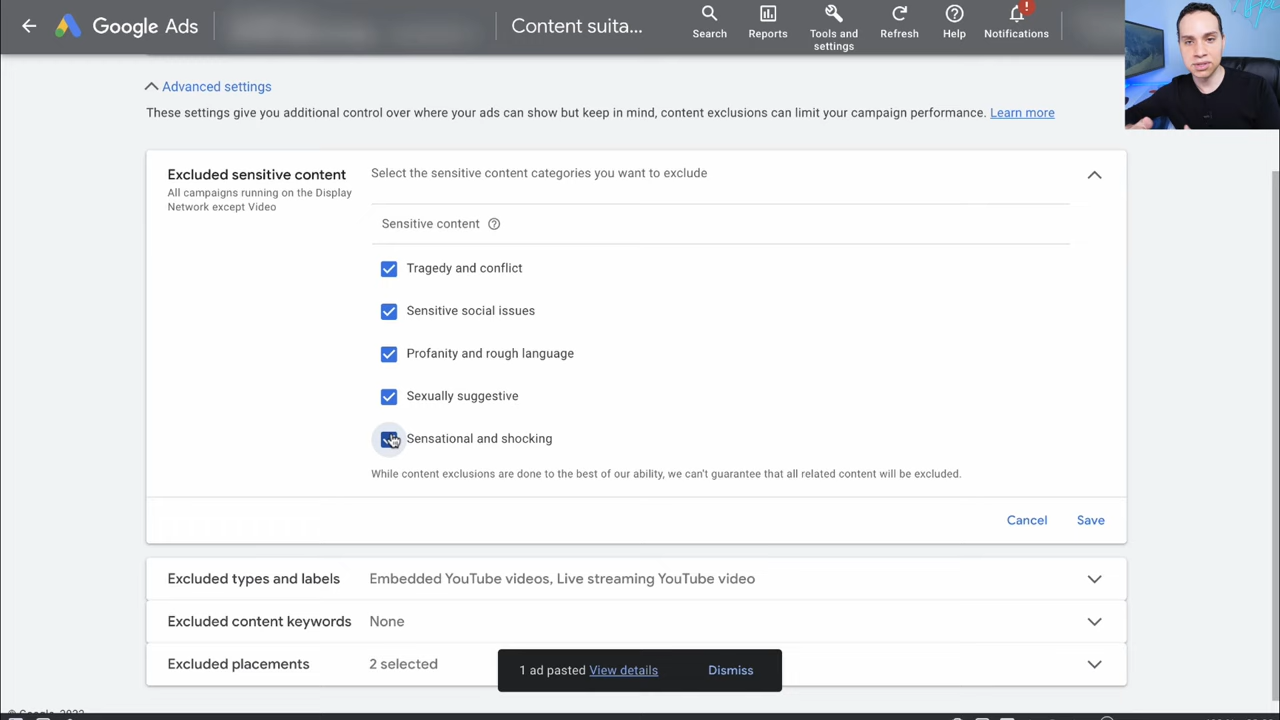 Google Ads
Content suita...
Search
Reports
Tools and
settings
Refresh
Help
Notifications
Advanced settings
These settings give you additional control over where your ads can show but keep in mind, content exclusions can limit your campaign performance. Learn more
Excluded sensitive content
All campaigns running on the Display
Network except Video
Select the sensitive content categories you want to exclude
Sensitive content
Tragedy and conflict
Sensitive social issues
Profanity and rough language
Sexually suggestive
Sensational and shocking
While content exclusions are done to the best of our ability, we can't guarantee that all related content will be excluded.
Cancel
Save
Excluded types and labels
Embedded YouTube videos, Live streaming YouTube video
Excluded content keywords
None
Excluded placements
2 selected
1 ad pasted View details
Dismiss